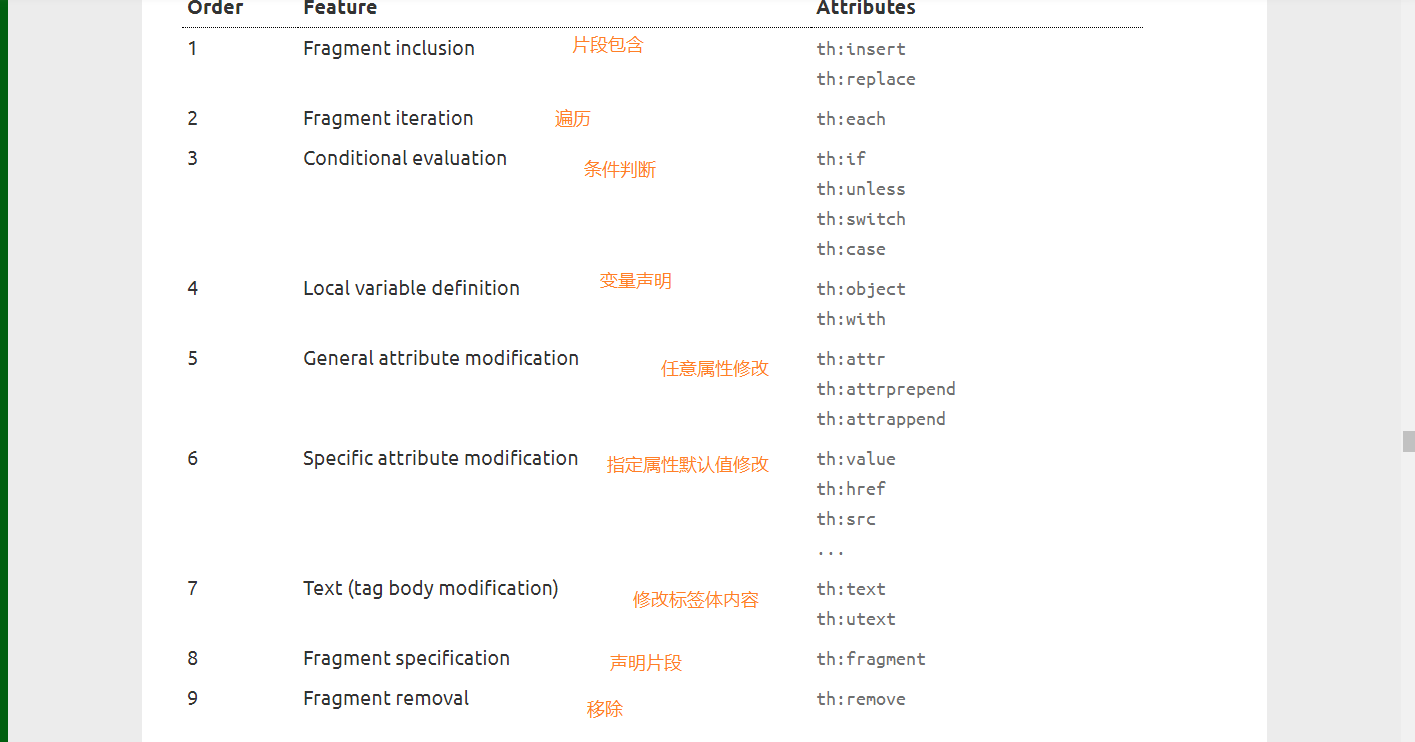 Order Feature Attributes
1 Fragment inclusion 片段包含 th:insert
th:replace
2 Fragment iteration 遍历 th:each
3 Conditional evaluation 条件判断 th:if
th:unless
th:switch
th:case
4 Local variable definition 变量声明 th:object
th:with
5 General attribute modification 任意属性修改 th:attr
th:attrprepend
th:attrappend
6 Specific attribute modification 指定属性默认值修改 th:value
th:href
th:src
...
7 Text (tag body modification) 修改标签体内容 th:text
th:utext
8 Fragment specification 声明片段 th:fragment
9 Fragment removal 移除 th:remove